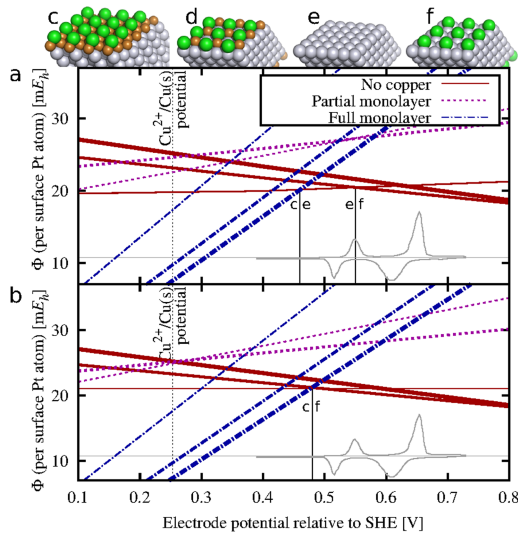 c d e f
a
No copper
Partial monolayer
Full monolayer
Cu²⁺/Cu(s)
potential
Φ (per surface Pt atom) [mEₕ]
30
20
10
c e e f
b
Cu²⁺/Cu(s)
potential
Φ (per surface Pt atom) [mEₕ]
30
20
10
c f
0.1 0.2 0.3 0.4 0.5 0.6 0.7 0.8
Electrode potential relative to SHE [V]